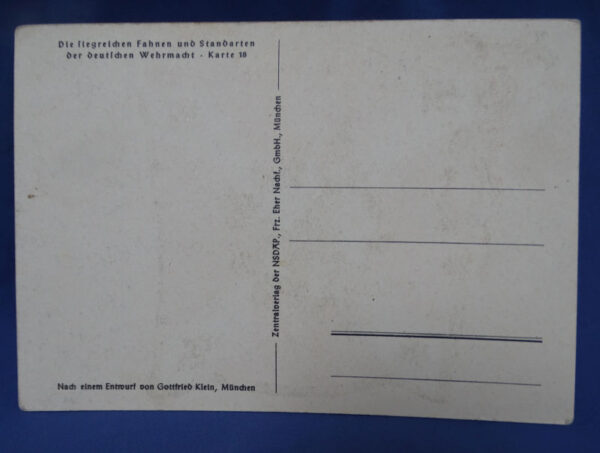 Die siegreichen Fahnen und Standarten
der deutschen Wehrmacht - Karte 18
Zentralverlag der NSDAP., Frz. Eher Nachf., GmbH., München
Nach einem Entwurf von Gottfried Klein, München